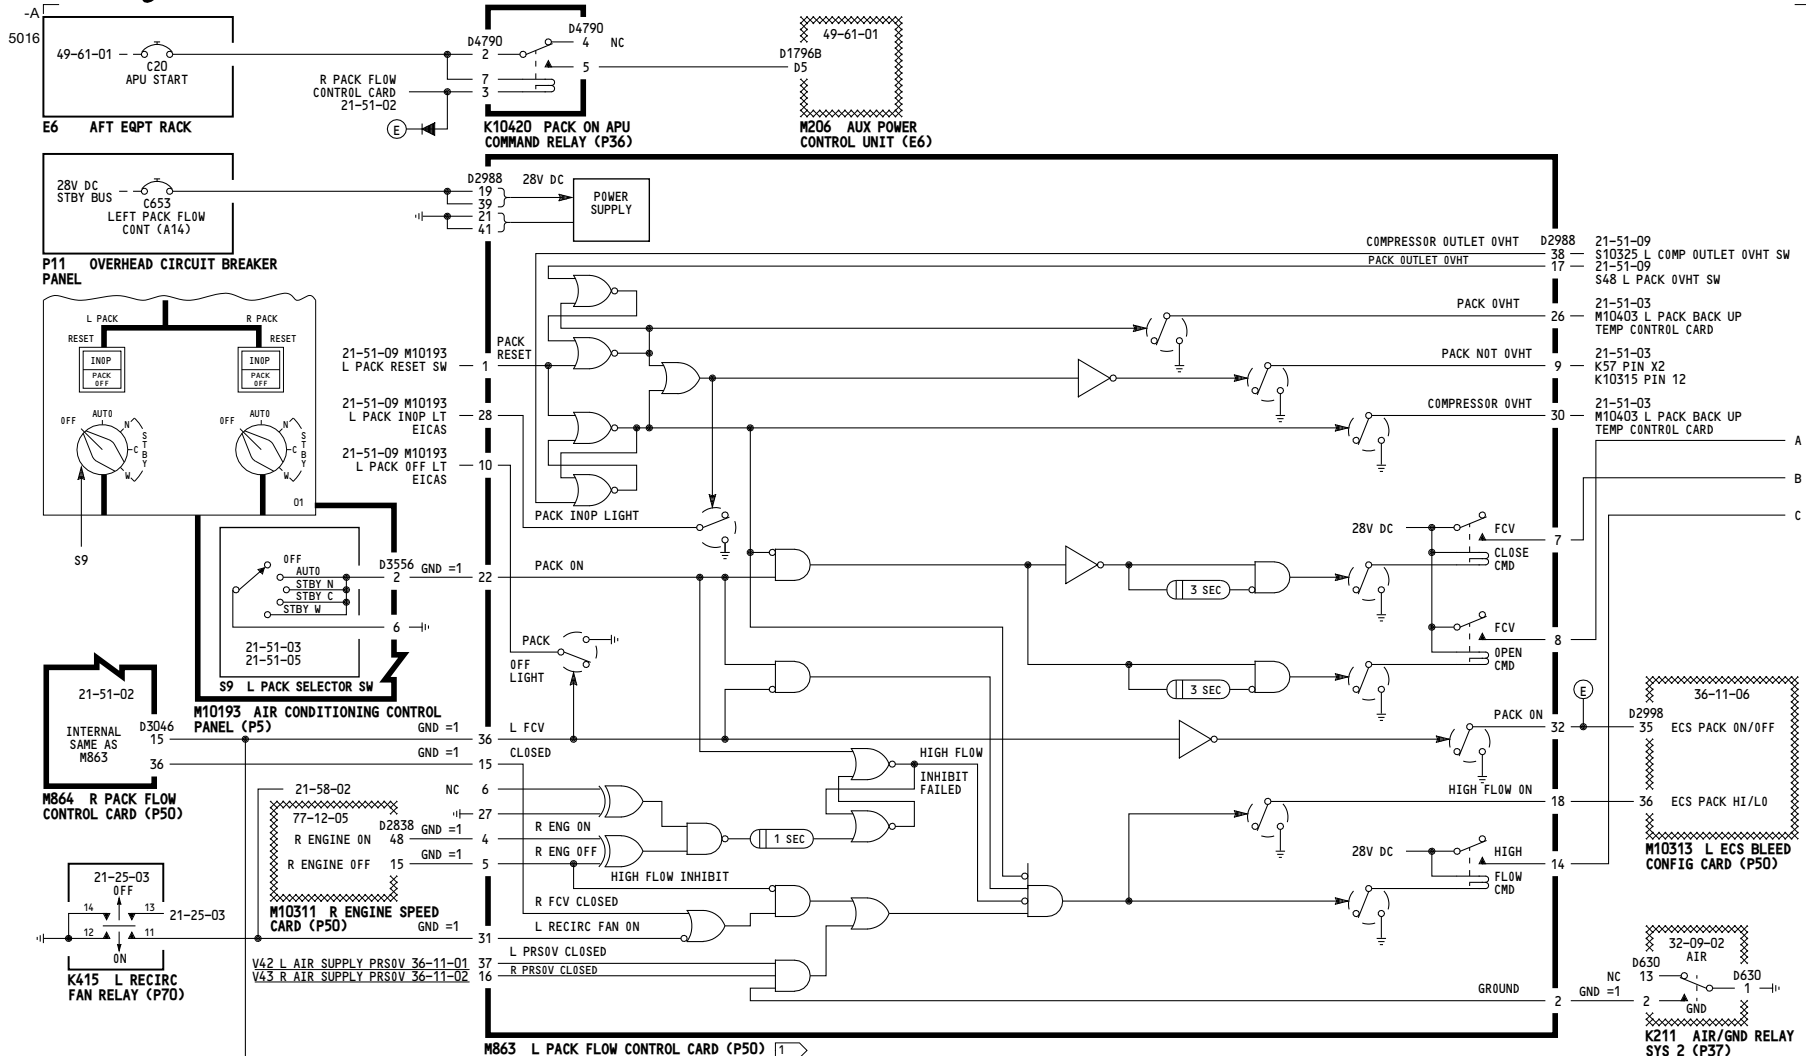 -A
5016
49-61-01
C20
APU START
E6 AFT EQPT RACK
R PACK FLOW
CONTROL CARD
21-51-02
E
D4790
2
7
3
D4790
4 NC
5
K10420 PACK ON APU
COMMAND RELAY (P36)
49-61-01
D1796B
D5
M206 AUX POWER
CONTROL UNIT (E6)
28V DC
STBY BUS
C653
LEFT PACK FLOW
CONT (A14)
P11 OVERHEAD CIRCUIT BREAKER
PANEL
D2988
19
39
21
41
28V DC
POWER
SUPPLY
COMPRESSOR OUTLET OVHT
D2988
38
21-51-09
S10325 L COMP OUTLET OVHT SW
PACK OUTLET OVHT
17
21-51-09
S48 L PACK OVHT SW
PACK OVHT
26
21-51-03
M10403 L PACK BACK UP
TEMP CONTROL CARD
PACK NOT OVHT
9
21-51-03
K57 PIN X2
K10315 PIN 12
COMPRESSOR OVHT
30
21-51-03
M10403 L PACK BACK UP
TEMP CONTROL CARD
A
B
C
L PACK
R PACK
RESET
RESET
INOP
PACK
OFF
INOP
PACK
OFF
OFF
AUTO
N
C
W
STBY
OFF
AUTO
N
C
W
STBY
01
S9
21-51-09 M10193
L PACK RESET SW
1
PACK
RESET
21-51-09 M10193
L PACK INOP LT
EICAS
28
21-51-09 M10193
L PACK OFF LT
EICAS
10
PACK INOP LIGHT
OFF
AUTO
STBY N
STBY C
STBY W
D3556
2
GND =1
22
PACK ON
6
21-51-03
21-51-05
S9 L PACK SELECTOR SW
M10193 AIR CONDITIONING CONTROL
PANEL (P5)
PACK
OFF
LIGHT
3 SEC
3 SEC
28V DC
FCV
7
CLOSE
CMD
FCV
8
OPEN
CMD
21-51-02
INTERNAL
SAME AS
M863
D3046
15
36
M864 R PACK FLOW
CONTROL CARD (P50)
GND =1
36
L FCV
GND =1
15
CLOSED
21-58-02
NC
6
27
77-12-05
R ENGINE ON
D2838
48
GND =1
4
R ENG ON
R ENGINE OFF
15
GND =1
5
R ENG OFF
M10311 R ENGINE SPEED
CARD (P50)
1 SEC
HIGH FLOW
INHIBIT
FAILED
HIGH FLOW INHIBIT
R FCV CLOSED
L RECIRC FAN ON
GND =1
31
L PRSOV CLOSED
V42 L AIR SUPPLY PRSOV 36-11-01
37
V43 R AIR SUPPLY PRSOV 36-11-02
16
R PRSOV CLOSED
21-25-03
OFF
14
13
21-25-03
12
11
ON
K415 L RECIRC
FAN RELAY (P70)
E
PACK ON
32
D2998
35
36-11-06
ECS PACK ON/OFF
HIGH FLOW ON
18
36
ECS PACK HI/LO
M10313 L ECS BLEED
CONFIG CARD (P50)
28V DC
HIGH
14
FLOW
CMD
GROUND
2
GND =1
NC
D630
13
2
32-09-02
AIR
D630
1
GND
K211 AIR/GND RELAY
SYS 2 (P37)
M863 L PACK FLOW CONTROL CARD (P50) 1